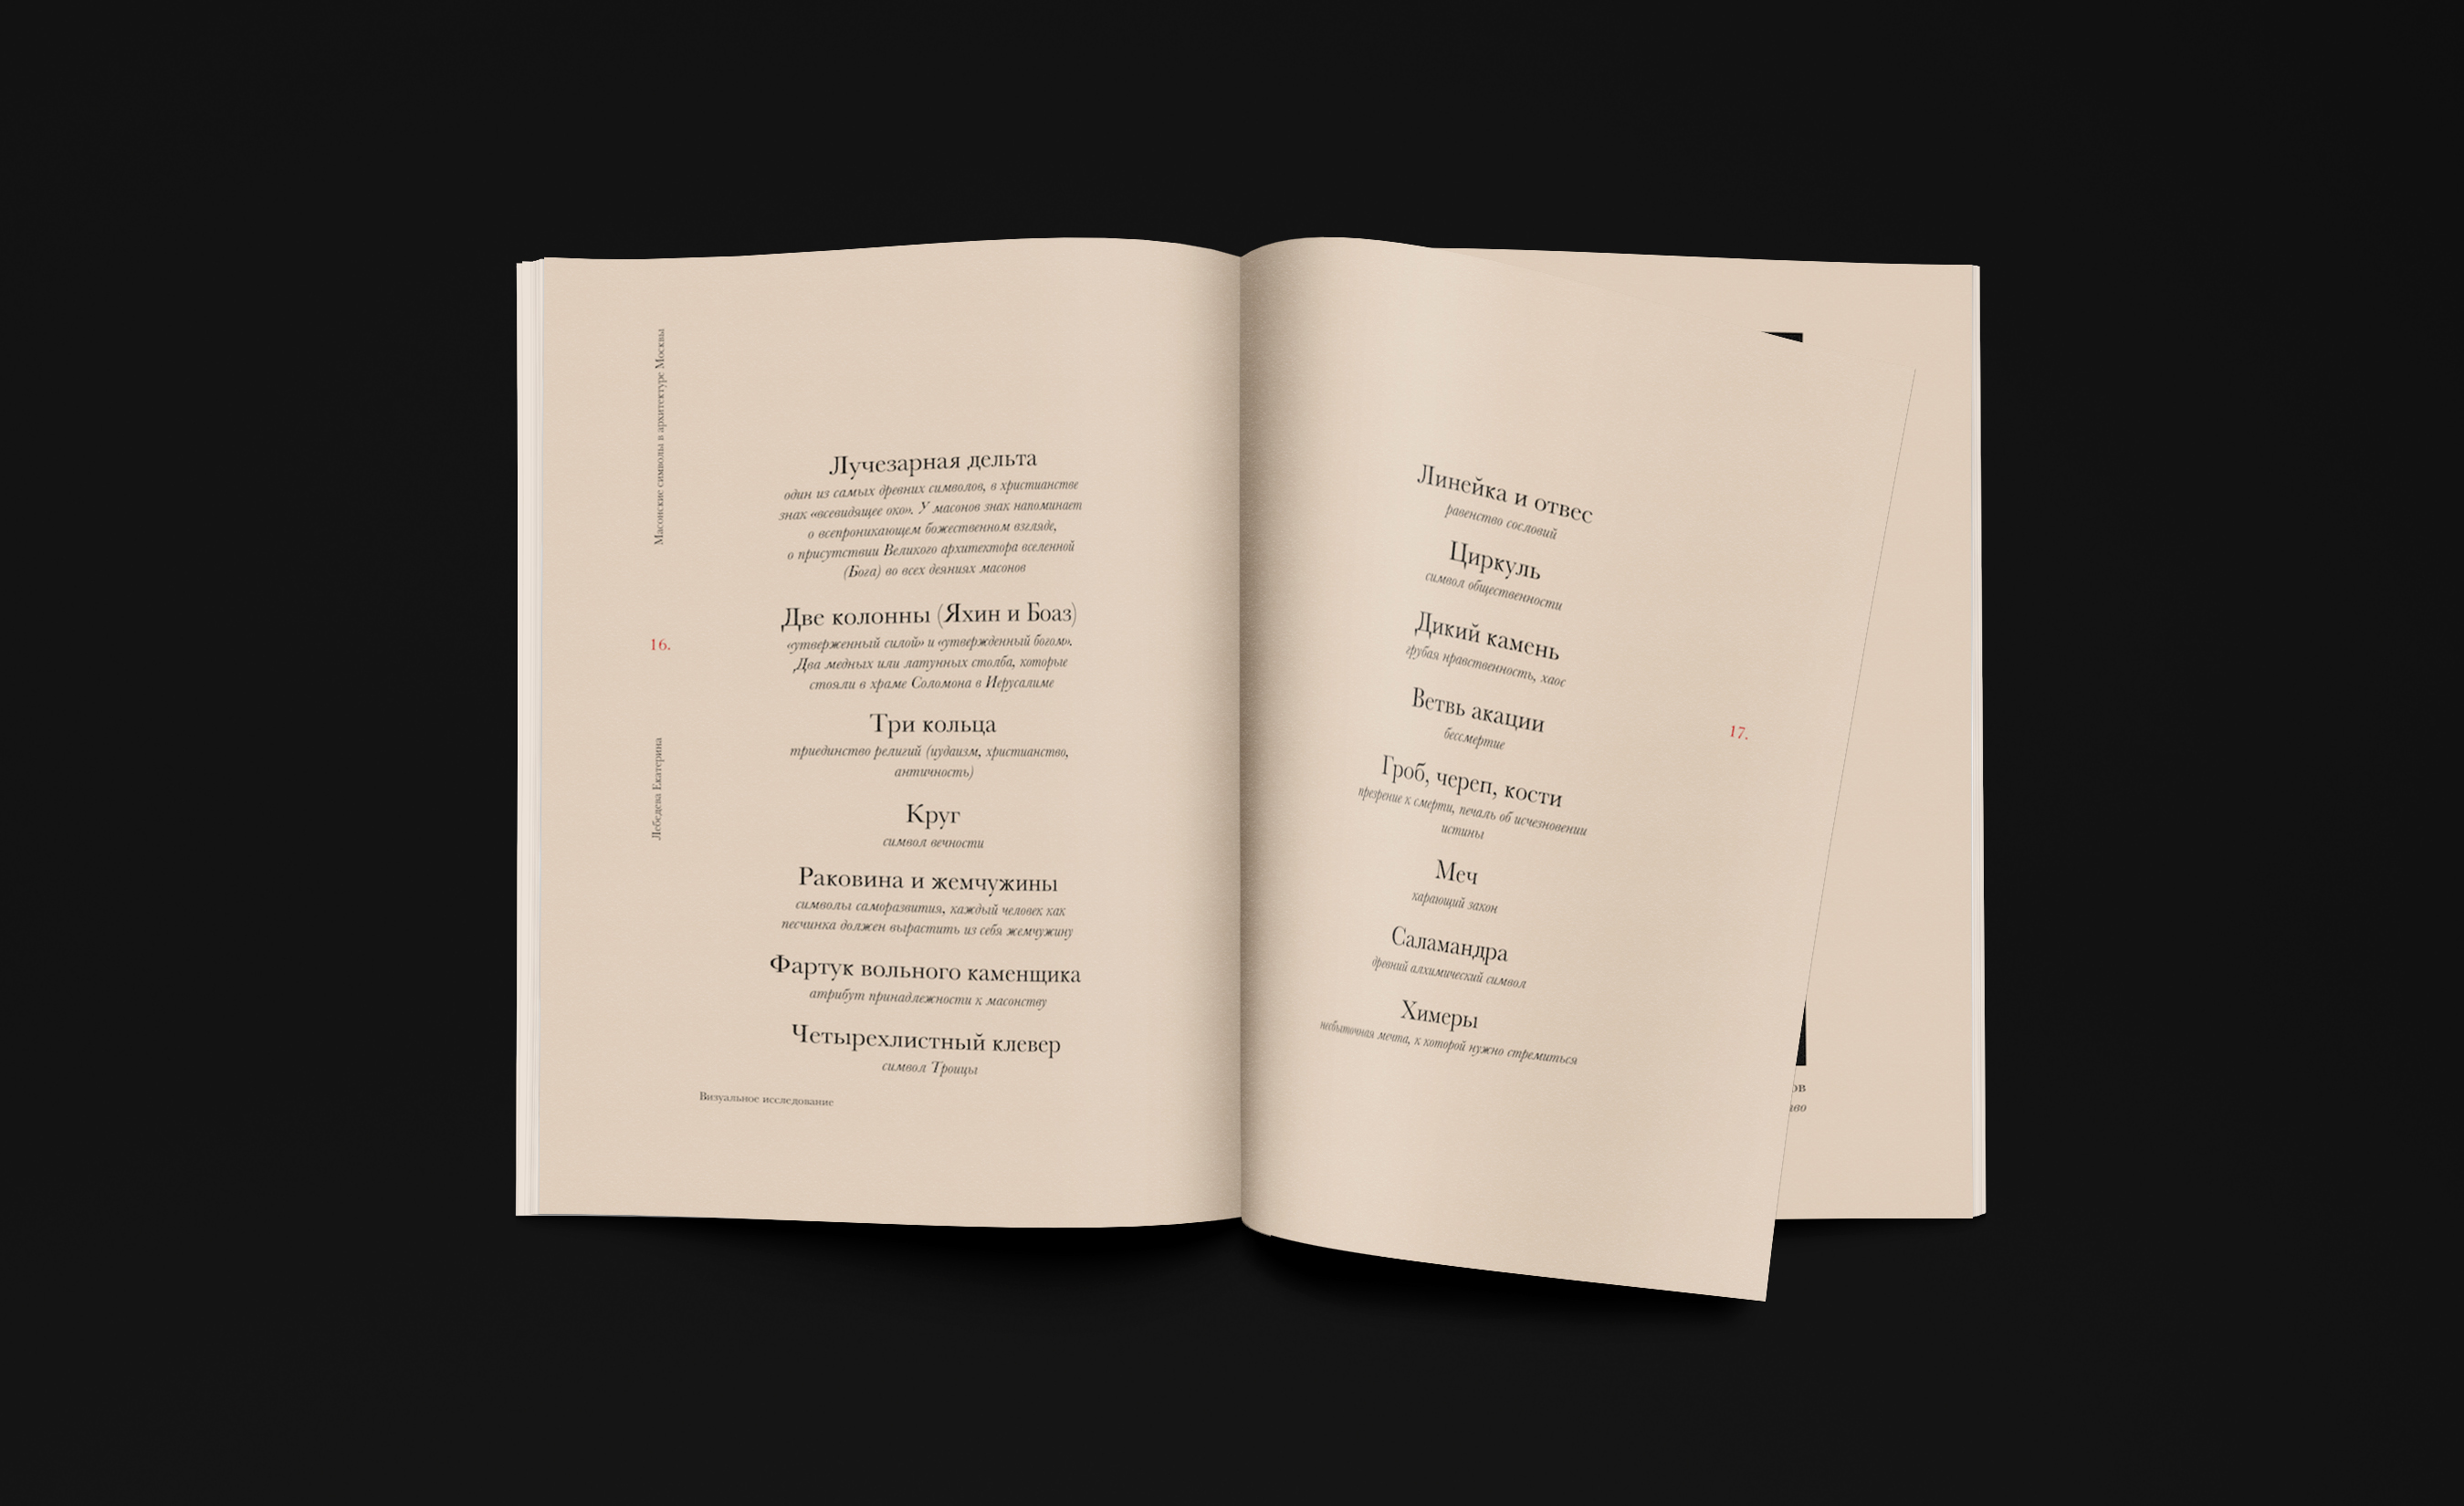 Масонские символы в архитектуре Москвы
16.
Лебедева Екатерина
Лучезарная дельта
один из самых древних символов, в христианстве
знак «всевидящее око». У масонов знак напоминает
о всепроникающем божественном взгляде,
о присутствии Великого архитектора вселенной
(Бога) во всех деяниях масонов
Две колонны (Яхин и Боаз)
«утверженный силой» и «утвержденный богом».
Два медных или латунных столба, которые
стояли в храме Соломона в Иерусалиме
Три кольца
триединство религий (иудаизм, христианство,
античность)
Круг
символ вечности
Раковина и жемчужины
символы саморазвития, каждый человек как
песчинка должен вырастить из себя жемчужину
Фартук вольного каменщика
атрибут принадлежности к масонству
Четырехлистный клевер
символ Троицы
Визуальное исследование
Линейка и отвес
равенство сословий
Циркуль
символ общественности
Дикий камень
грубая нравственность, хаос
Ветвь акации
бессмертие
Гроб, череп, кости
презрение к смерти, печаль об исчезновении
истины
Меч
карающий закон
Саламандра
древний алхимический символ
Химеры
несбыточная мечта, к которой нужно стремиться
17.
ов